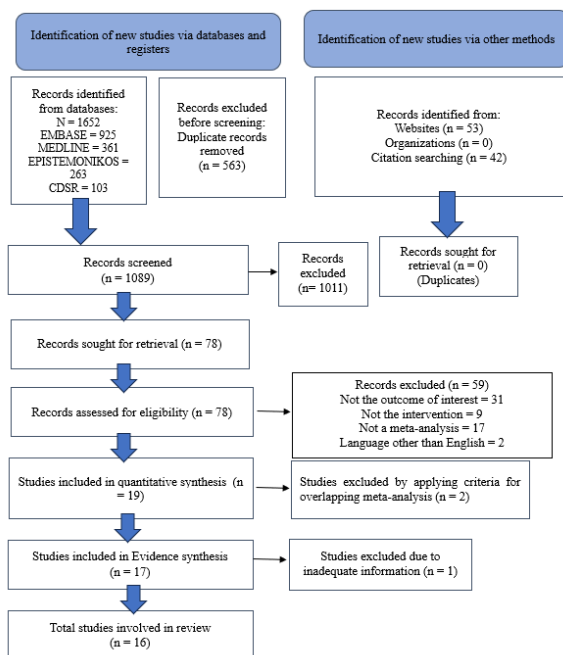 Identification of new studies via databases and
registers
Identification of new studies via other methods
Records identified
from databases:
N = 1652
EMBASE = 925
MEDLINE = 361
EPISTEMONIKOS =
263
CDSR = 103
Records excluded
before screening:
Duplicate records
removed
(n = 563)
Records identified from:
Websites (n = 53)
Organizations (n = 0)
Citation searching (n = 42)
Records screened
(n = 1089)
Records
excluded
(n= 1011)
Records sought for
retrieval (n = 0)
(Duplicates)
Records sought for retrieval (n = 78)
Records assessed for eligibility (n = 78)
Records excluded (n = 59)
Not the outcome of interest = 31
Not the intervention = 9
Not a meta-analysis = 17
Language other than English = 2
Studies included in quantitative synthesis (n
= 19)
Studies excluded by applying criteria for
overlapping meta-analysis (n = 2)
Studies included in Evidence synthesis
(n = 17)
Studies excluded due to
inadequate information (n = 1)
Total studies involved in review
(n = 16)